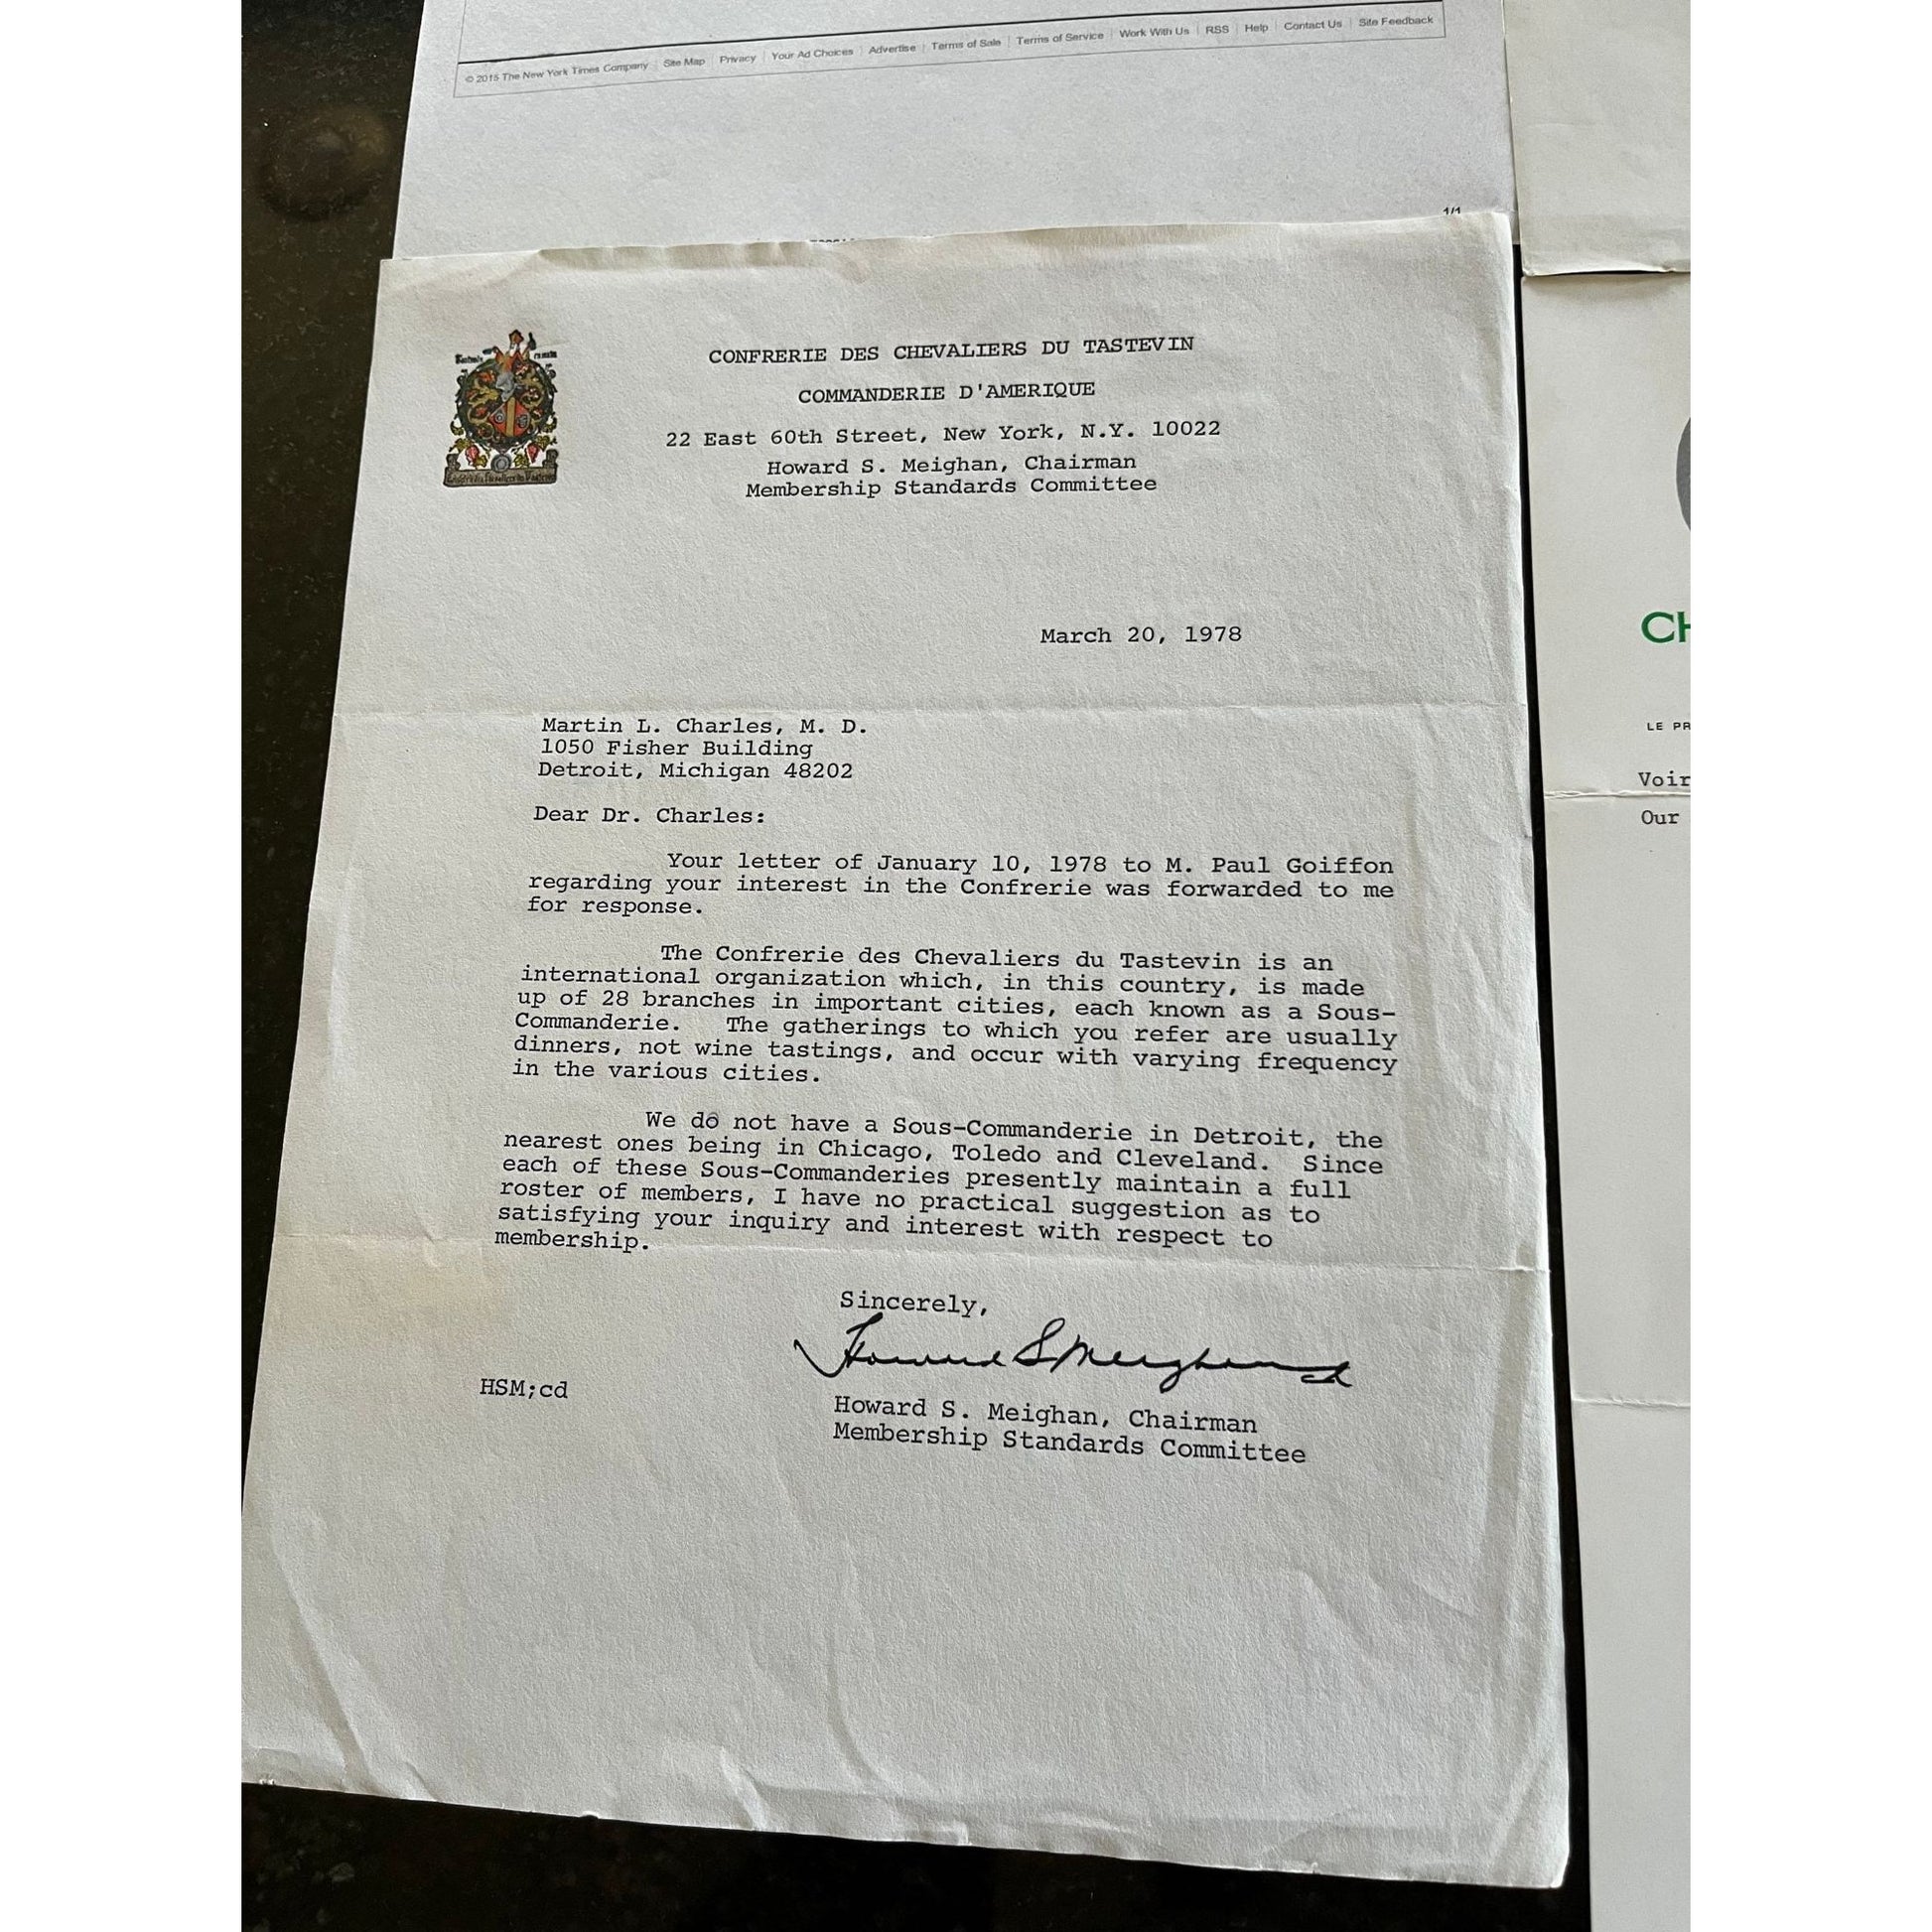 © 2015 The New York Times Company | Site Map | Privacy | Your Ad Choices | Advertise | Terms of Sale | Terms of Service | Work With Us | RSS | Help | Contact Us | Site Feedback
1/1
CONFRERIE DES CHEVALIERS DU TASTEVIN
COMMANDERIE D'AMERIQUE
22 East 60th Street, New York, N.Y. 10022
Howard S. Meighan, Chairman
Membership Standards Committee
March 20, 1978
Martin L. Charles, M. D.
1050 Fisher Building
Detroit, Michigan 48202
Dear Dr. Charles:
Your letter of January 10, 1978 to M. Paul Goiffon
regarding your interest in the Confrerie was forwarded to me
for response.
The Confrerie des Chevaliers du Tastevin is an
international organization which, in this country, is made
up of 28 branches in important cities, each known as a Sous-
Commanderie. The gatherings to which you refer are usually
dinners, not wine tastings, and occur with varying frequency
in the various cities.
We do not have a Sous-Commanderie in Detroit, the
nearest ones being in Chicago, Toledo and Cleveland. Since
each of these Sous-Commanderies presently maintain a full
roster of members, I have no practical suggestion as to
satisfying your inquiry and interest with respect to
membership.
Sincerely,
Howard S Meighan
HSM;cd
Howard S. Meighan, Chairman
Membership Standards Committee
CH
LE PR
Voir
Our